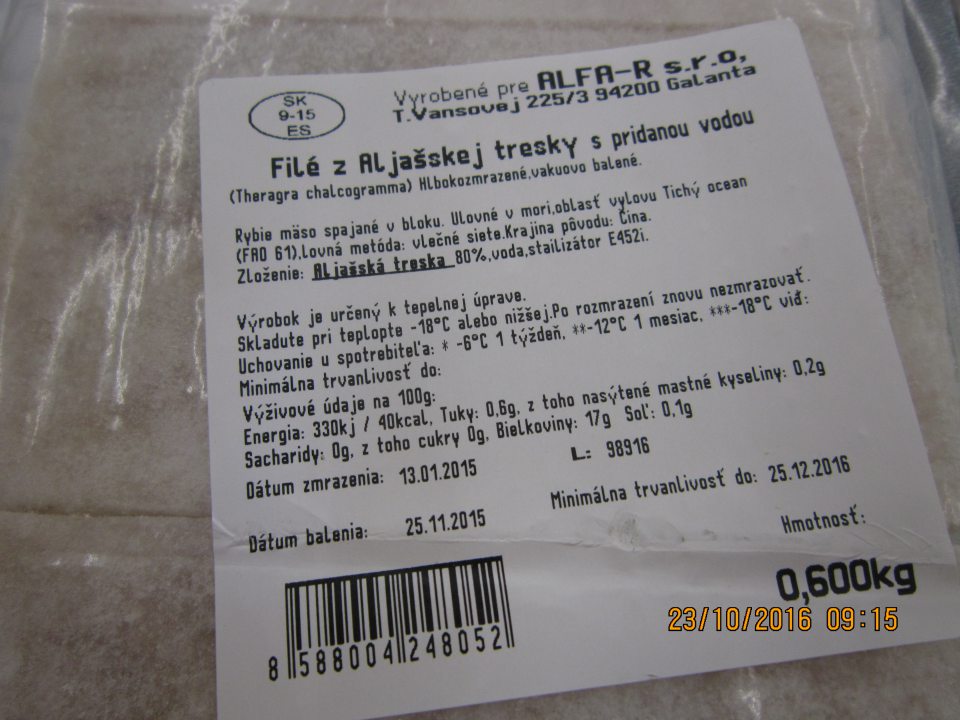 SK
9-15
ES
Vyrobené pre ALFA-R s.r.o,
T.Vansovej 225/3 94200 Galanta
Filé z Aljašskej tresky s pridanou vodou
(Theragra chalcogramma) Hlbokozmrazené,vakuovo balené.
Rybie mäso spajané v bloku. Ulovné v mori,oblasť vylovu Tichý ocean
(FAO 61).Lovná metóda: vlečné siete.Krajina pôvodu: Čína.
Zloženie: Aljašská treska 80%,voda,stailizátor E452i.
Výrobok je určený k tepelnej úprave.
Skladute pri teplopte -18°C alebo nižšej.Po rozmrazení znovu nezmrazovať.
Uchovanie u spotrebiteľa: * -6°C 1 týždeň, **-12°C 1 mesiac, ***-18°C viď:
Minimálna trvanlivosť do:
Výživové údaje na 100g:
Energia: 330kj / 40kcal, Tuky: 0,6g, z toho nasýtené mastné kyseliny: 0,2g
Sacharidy: 0g, z toho cukry 0g, Bielkoviny: 17g Soľ: 0,1g
Dátum zmrazenia: 13.01.2015 L: 98916
Dátum balenia: 25.11.2015 Minimálna trvanlivosť do: 25.12.2016
Hmotnosť:
0,600kg
8 588004 248052
23/10/2016 09:15